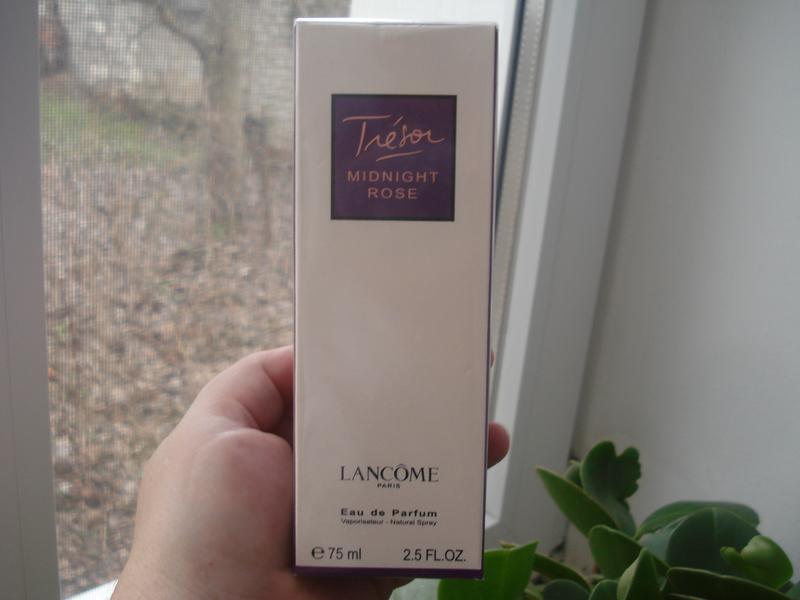 Trésor
MIDNIGHT
ROSE
LANCÔME
PARIS
Eau de Parfum
Vaporisateur - Natural Spray
℮ 75 ml 2.5 FL.OZ.